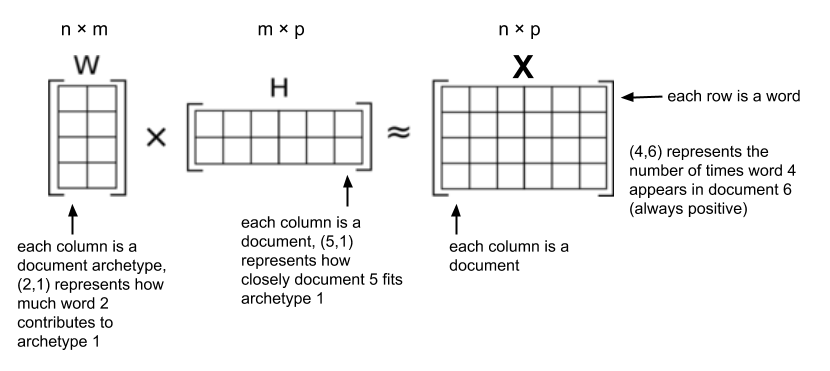 n × m
m × p
n × p
W
H
X
×
≈
each row is a word
(4,6) represents the
number of times word 4
appears in document 6
(always positive)
each column is a
document archetype,
(2,1) represents how
much word 2
contributes to
archetype 1
each column is a
document, (5,1)
represents how
closely document 5 fits
archetype 1
each column is a
document